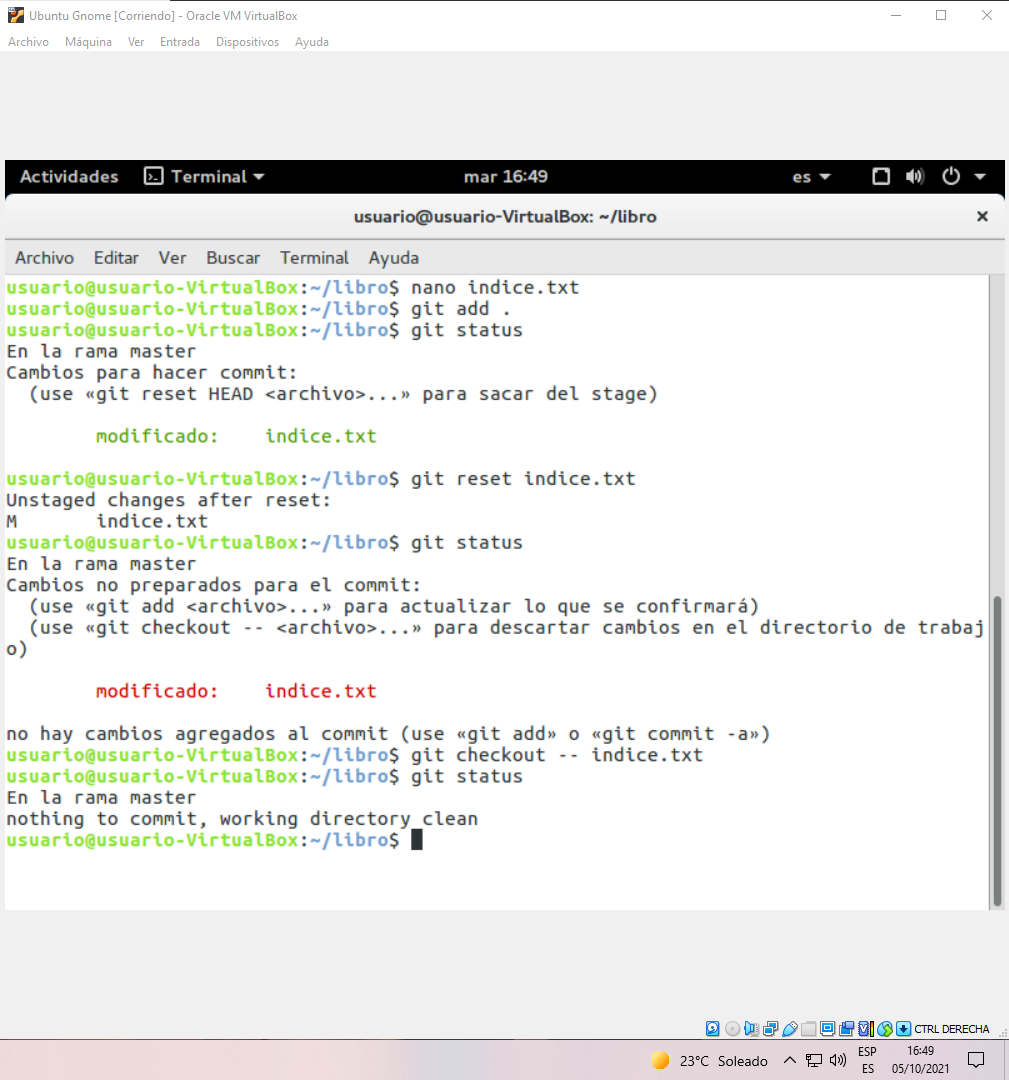 Ubuntu Gnome [Corriendo] - Oracle VM VirtualBox
Archivo Máquina Ver Entrada Dispositivos Ayuda
Actividades Terminal mar 16:49 es
usuario@usuario-VirtualBox: ~/libro
Archivo Editar Ver Buscar Terminal Ayuda
usuario@usuario-VirtualBox:~/libro$ nano indice.txt
usuario@usuario-VirtualBox:~/libro$ git add .
usuario@usuario-VirtualBox:~/libro$ git status
En la rama master
Cambios para hacer commit:
  (use «git reset HEAD <archivo>...» para sacar del stage)
        modificado:    indice.txt
usuario@usuario-VirtualBox:~/libro$ git reset indice.txt
Unstaged changes after reset:
M       indice.txt
usuario@usuario-VirtualBox:~/libro$ git status
En la rama master
Cambios no preparados para el commit:
  (use «git add <archivo>...» para actualizar lo que se confirmará)
  (use «git checkout -- <archivo>...» para descartar cambios en el directorio de trabaj
o)
        modificado:    indice.txt
no hay cambios agregados al commit (use «git add» o «git commit -a»)
usuario@usuario-VirtualBox:~/libro$ git checkout -- indice.txt
usuario@usuario-VirtualBox:~/libro$ git status
En la rama master
nothing to commit, working directory clean
usuario@usuario-VirtualBox:~/libro$
CTRL DERECHA
23°C Soleado ESP 16:49
ES 05/10/2021